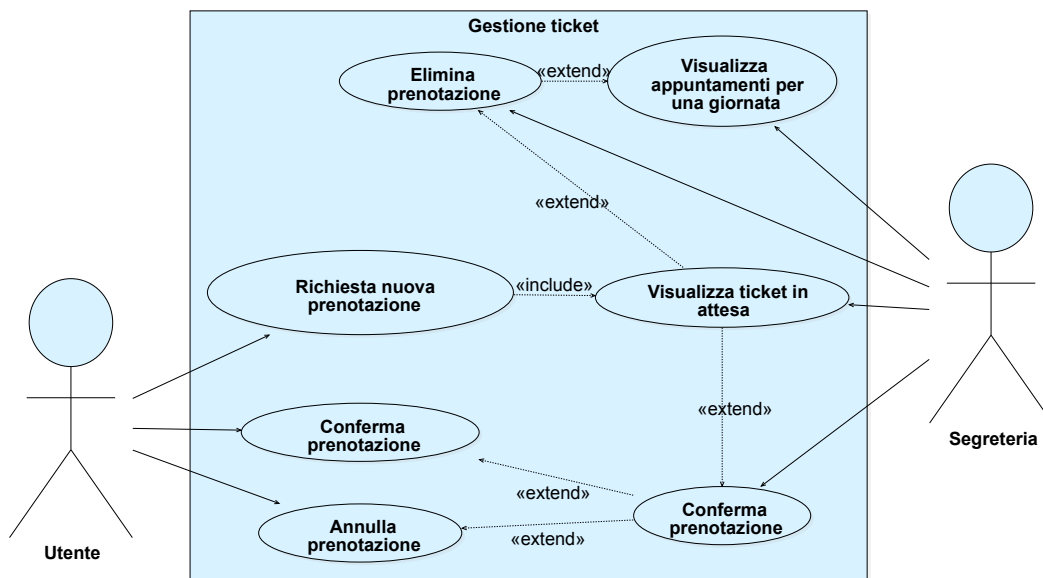 Gestione ticket
Elimina
prenotazione
«extend»
Visualizza
appuntamenti per
una giornata
«extend»
Richiesta nuova
prenotazione
«include»
Visualizza ticket in
attesa
«extend»
Conferma
prenotazione
Segreteria
«extend»
Conferma
prenotazione
Annulla
prenotazione
«extend»
Utente